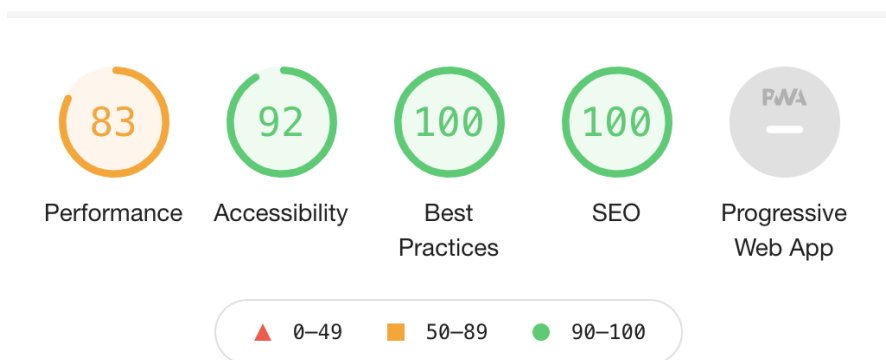 83 92 100 100 PWA
Performance Accessibility Best Practices SEO Progressive Web App
0–49 50–89 90–100